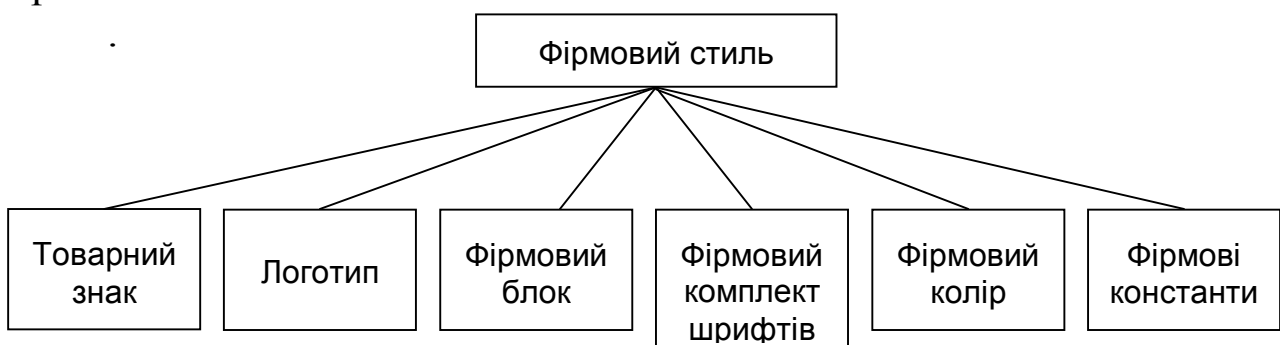 Фірмовий стиль
Товарний
знак
Логотип
Фірмовий
блок
Фірмовий
комплект
шрифтів
Фірмовий
колір
Фірмові
константи